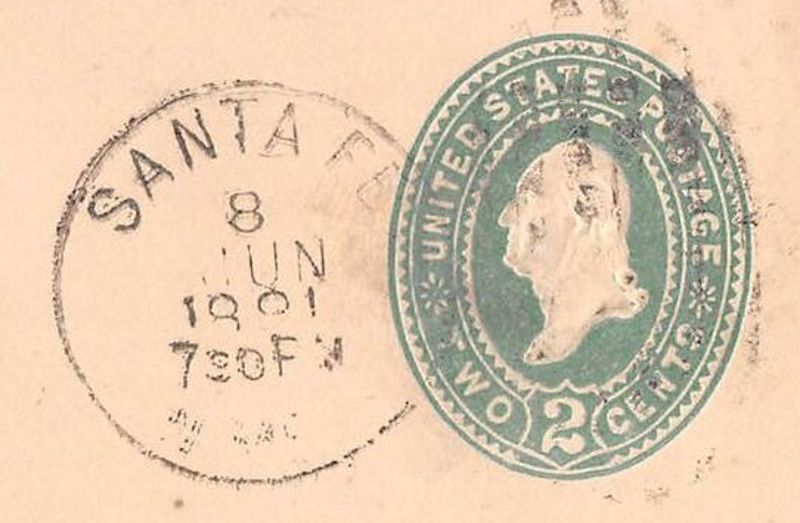 SANTA FE
8
JUN
1901
730PM
UNITED STATES POSTAGE
TWO CENTS
2